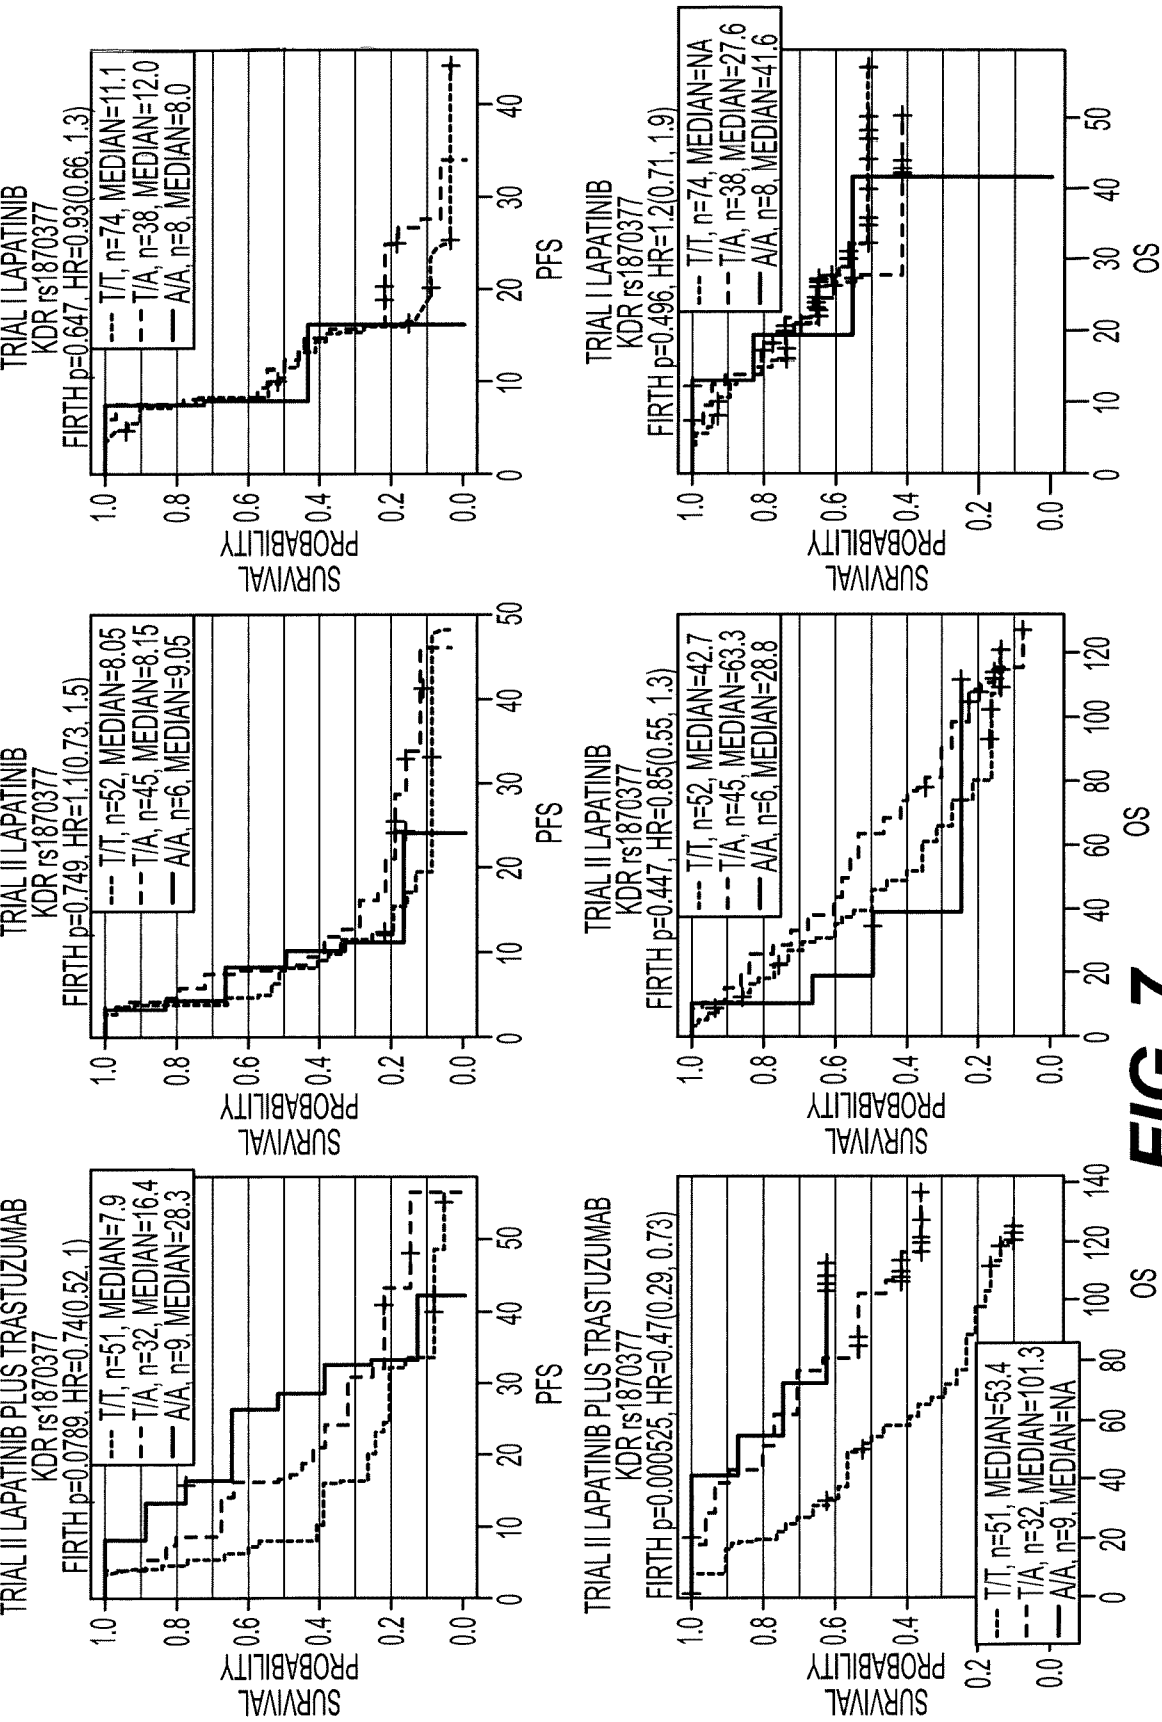 TRIAL II LAPATINIB PLUS TRASTUZUMAB
KDR rs1870377
FIRTH p=0.0789, HR=0.74(0.52, 1)
T/T, n=51, MEDIAN=7.9
T/A, n=32, MEDIAN=16.4
A/A, n=9, MEDIAN=28.3
SURVIVAL
PROBABILITY
1.0
0.8
0.6
0.4
0.2
0.0
0 10 20 30 40 50
PFS
TRIAL II LAPATINIB
KDR rs1870377
FIRTH p=0.749, HR=1.1(0.73, 1.5)
T/T, n=52, MEDIAN=8.05
T/A, n=45, MEDIAN=8.15
A/A, n=6, MEDIAN=9.05
SURVIVAL
PROBABILITY
1.0
0.8
0.6
0.4
0.2
0.0
0 10 20 30 40 50
PFS
TRIAL I LAPATINIB
KDR rs1870377
FIRTH p=0.647, HR=0.93(0.66, 1.3)
T/T, n=74, MEDIAN=11.1
T/A, n=38, MEDIAN=12.0
A/A, n=8, MEDIAN=8.0
SURVIVAL
PROBABILITY
1.0
0.8
0.6
0.4
0.2
0.0
0 10 20 30 40
PFS
TRIAL II LAPATINIB PLUS TRASTUZUMAB
KDR rs1870377
FIRTH p=0.000525, HR=0.47(0.29, 0.73)
SURVIVAL
PROBABILITY
1.0
0.8
0.6
0.4
0.2
0.0
T/T, n=51, MEDIAN=53.4
T/A, n=32, MEDIAN=101.3
A/A, n=9, MEDIAN=NA
0 20 40 60 80 100 120 140
OS
TRIAL II LAPATINIB
KDR rs1870377
FIRTH p=0.447, HR=0.85(0.55, 1.3)
T/T, n=52, MEDIAN=42.7
T/A, n=45, MEDIAN=63.3
A/A, n=6, MEDIAN=28.8
SURVIVAL
PROBABILITY
1.0
0.8
0.6
0.4
0.2
0.0
0 20 40 60 80 100 120
OS
TRIAL I LAPATINIB
KDR rs1870377
FIRTH p=0.496, HR=1.2(0.71, 1.9)
T/T, n=74, MEDIAN=NA
T/A, n=38, MEDIAN=27.6
A/A, n=8, MEDIAN=41.6
SURVIVAL
PROBABILITY
1.0
0.8
0.6
0.4
0.2
0.0
0 10 20 30 40 50
OS
FIG. 7